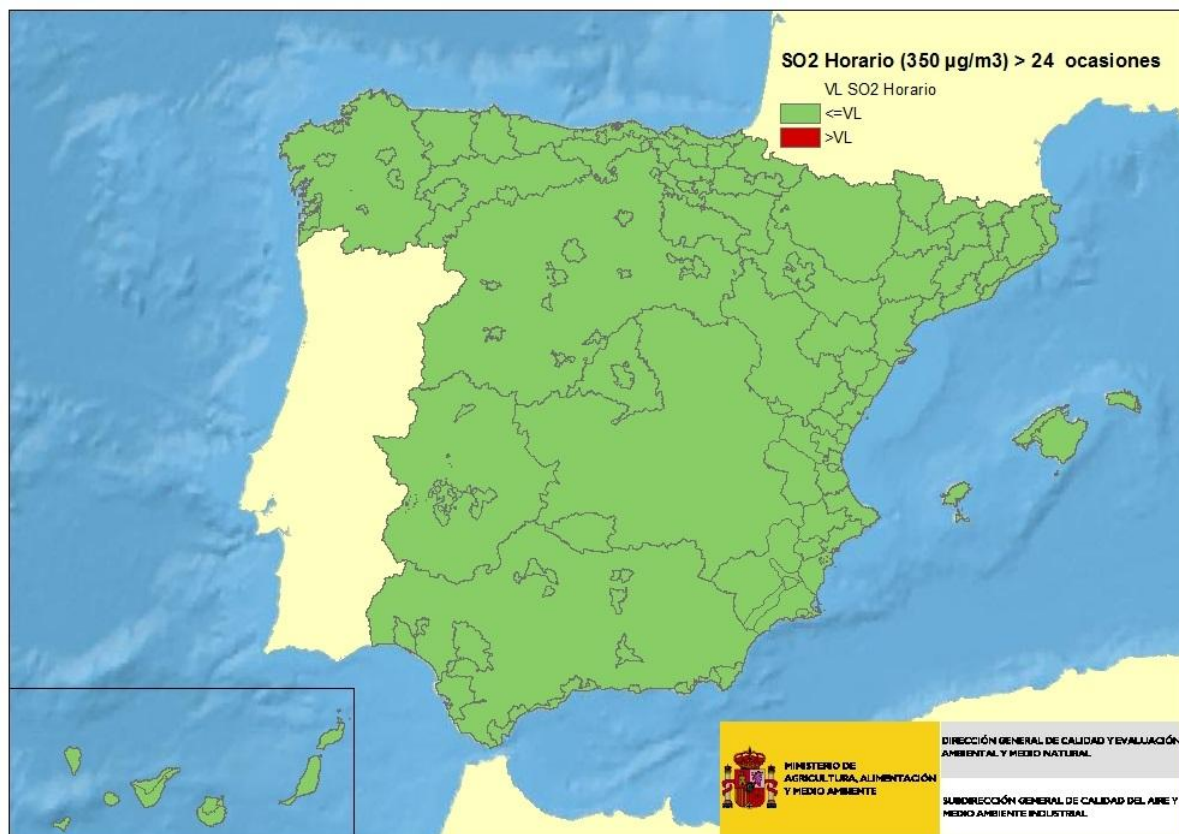 SO2 Horario (350 µg/m3) > 24 ocasiones
VL SO2 Horario
<=VL
>VL
MINISTERIO DE
AGRICULTURA, ALIMENTACIÓN
Y MEDIO AMBIENTE
DIRECCIÓN GENERAL DE CALIDAD Y EVALUACIÓN
AMBIENTAL Y MEDIO NATURAL
SUBDIRECCIÓN GENERAL DE CALIDAD DEL AIRE Y
MEDIO AMBIENTE INDUSTRIAL